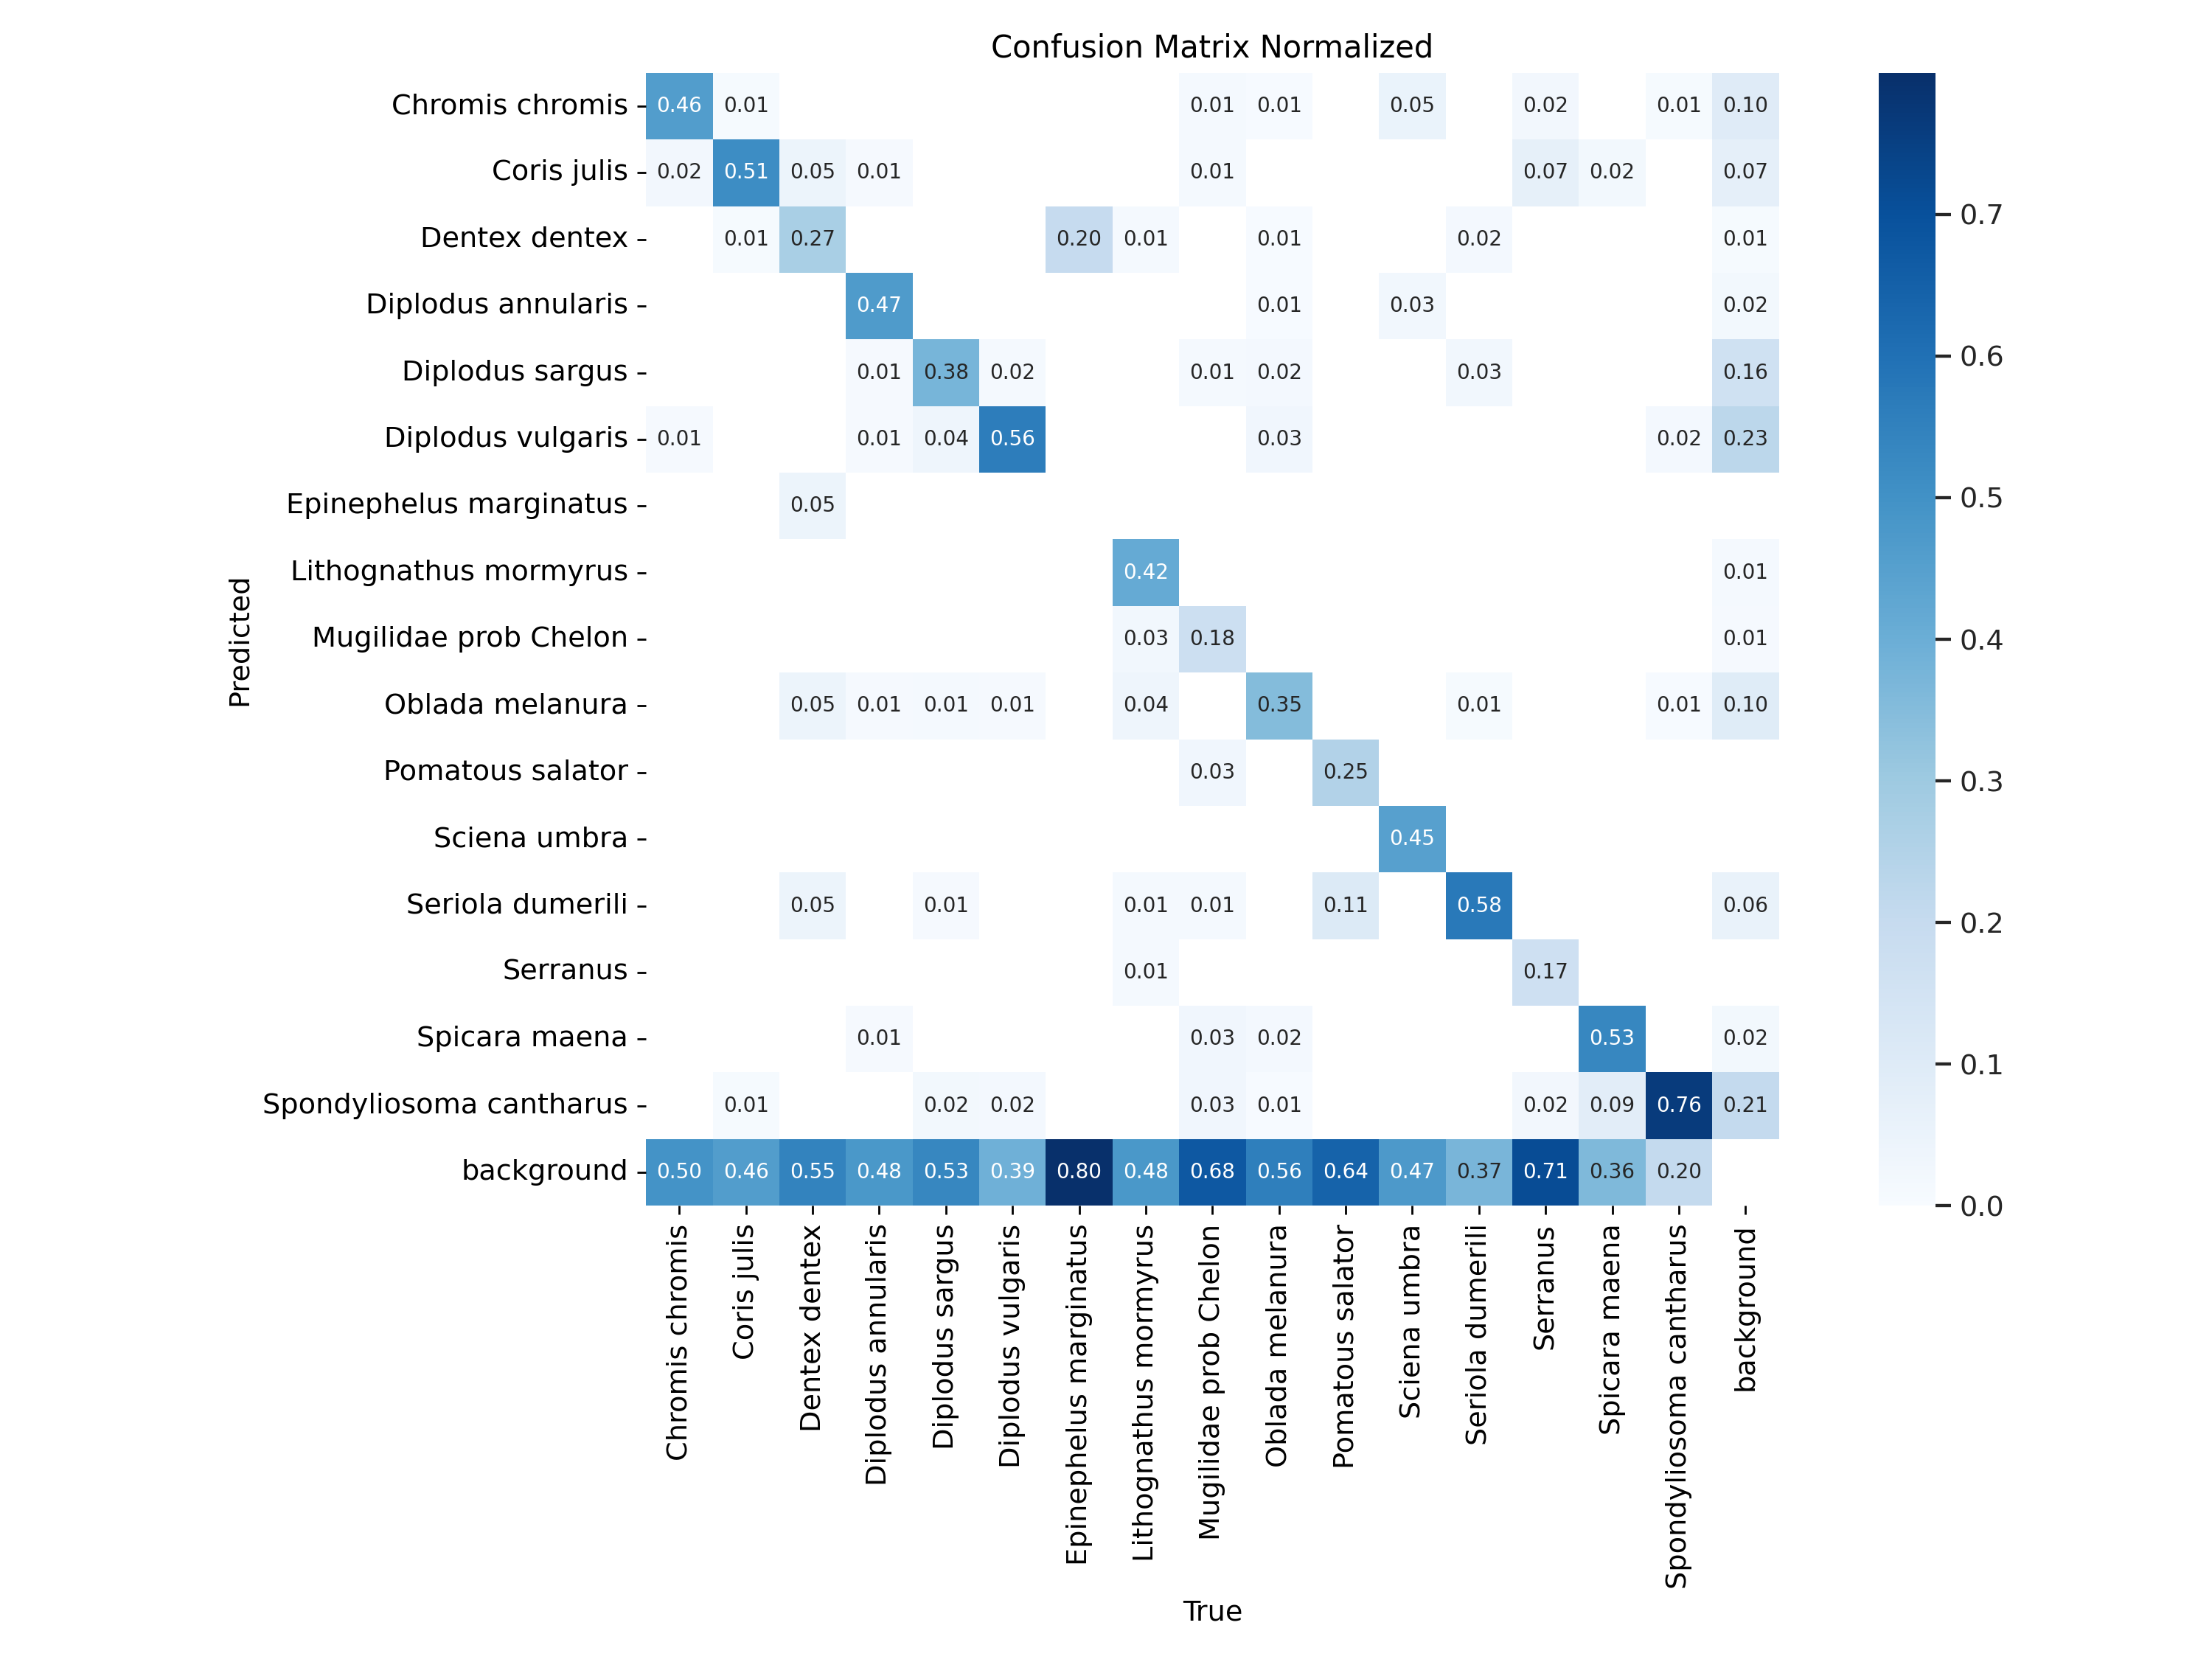 Confusion Matrix Normalized
Chromis chromis 0.46 0.01 0.01 0.01 0.05 0.02 0.01 0.10
Coris julis 0.02 0.51 0.05 0.01 0.01 0.07 0.02 0.07
Dentex dentex 0.01 0.27 0.20 0.01 0.01 0.02 0.01
Diplodus annularis 0.47 0.01 0.03 0.02
Diplodus sargus 0.01 0.38 0.02 0.01 0.02 0.03 0.16
Diplodus vulgaris 0.01 0.01 0.04 0.56 0.03 0.02 0.23
Epinephelus marginatus 0.05
Lithognathus mormyrus 0.42 0.01
Mugilidae prob Chelon 0.03 0.18 0.01
Oblada melanura 0.05 0.01 0.01 0.01 0.04 0.35 0.01 0.01 0.10
Pomatous salator 0.03 0.25
Sciena umbra 0.45
Seriola dumerili 0.05 0.01 0.01 0.01 0.11 0.58 0.06
Serranus 0.01 0.17
Spicara maena 0.01 0.03 0.02 0.53 0.02
Spondyliosoma cantharus 0.01 0.02 0.02 0.03 0.01 0.02 0.09 0.76 0.21
background 0.50 0.46 0.55 0.48 0.53 0.39 0.80 0.48 0.68 0.56 0.64 0.47 0.37 0.71 0.36 0.20
Predicted
Chromis chromis
Coris julis
Dentex dentex
Diplodus annularis
Diplodus sargus
Diplodus vulgaris
Epinephelus marginatus
Lithognathus mormyrus
Mugilidae prob Chelon
Oblada melanura
Pomatous salator
Sciena umbra
Seriola dumerili
Serranus
Spicara maena
Spondyliosoma cantharus
background
True
0.7
0.6
0.5
0.4
0.3
0.2
0.1
0.0